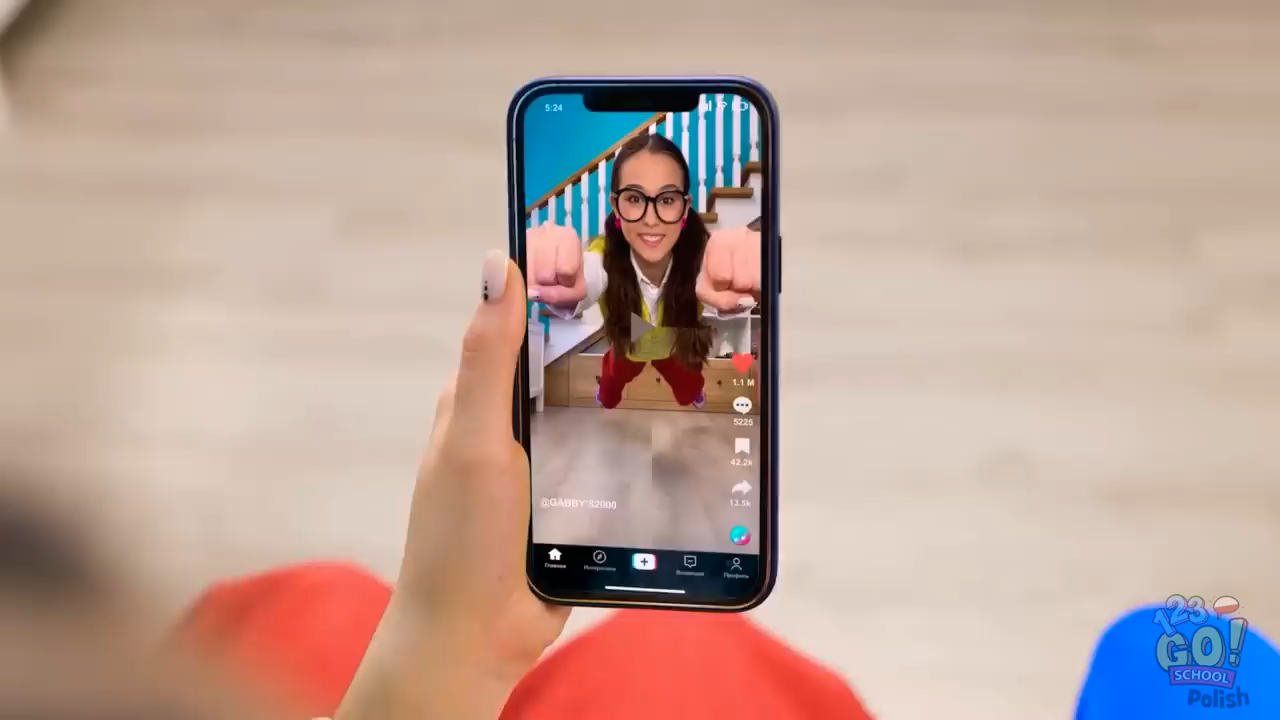 5:24
1.1 M
5225
42.2k
13.5k
@GABBY'S2000
Главная
Профиль
123
GO!
SCHOOL
Polish